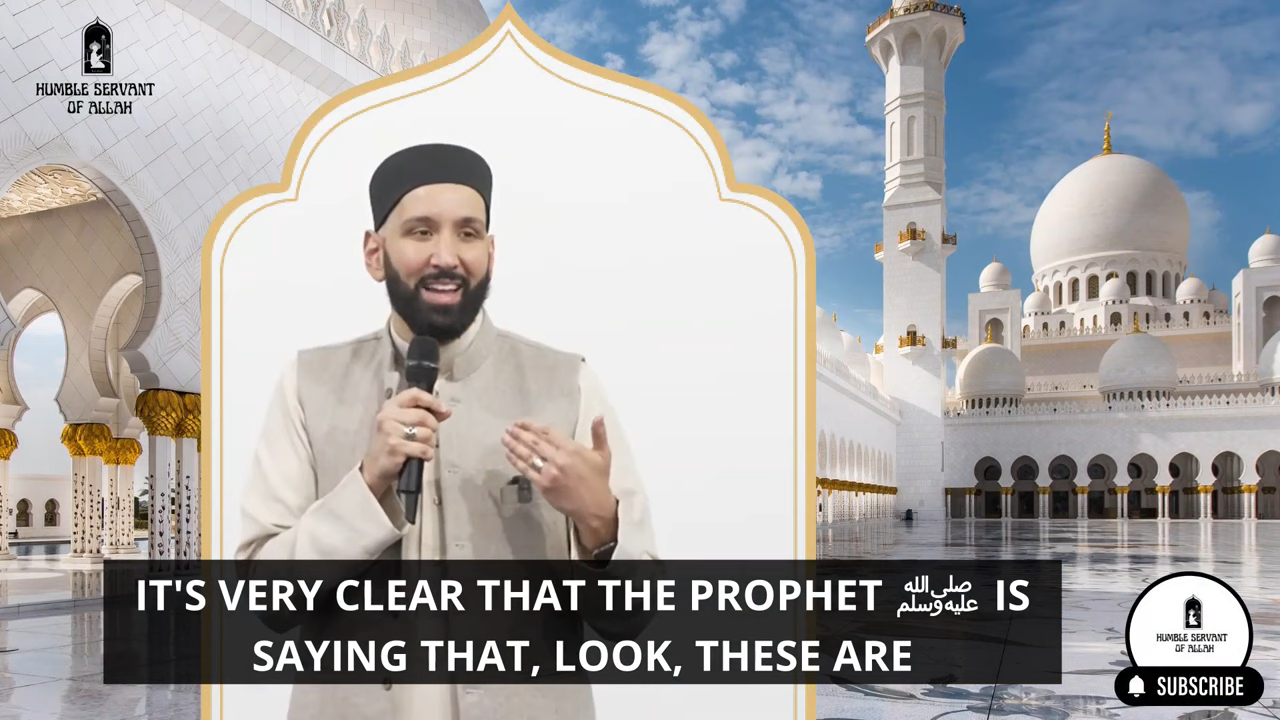 HUMBLE SERVANT
OF ALLAH
IT'S VERY CLEAR THAT THE PROPHET ﷺ IS
SAYING THAT, LOOK, THESE ARE
HUMBLE SERVANT
OF ALLAH
SUBSCRIBE